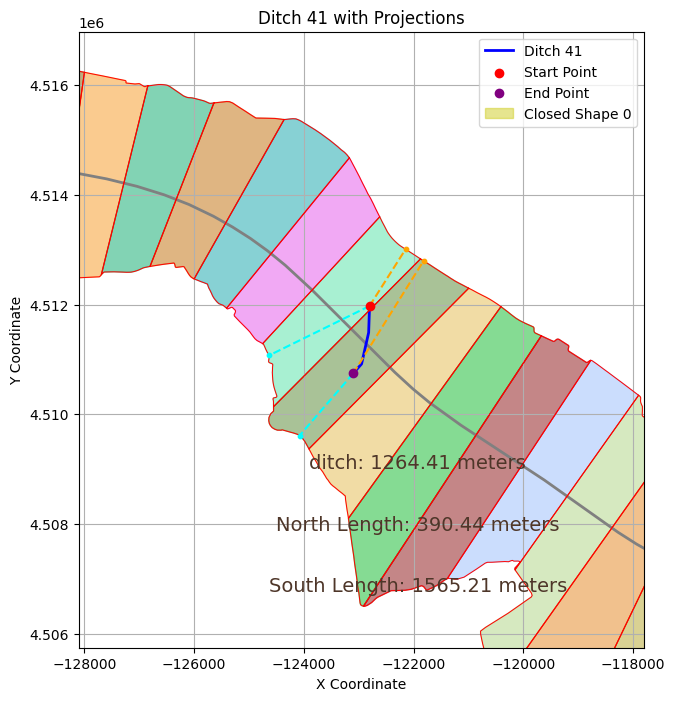 Ditch 41 with Projections
1e6
Ditch 41
Start Point
End Point
Closed Shape 0
4.516
4.514
4.512
4.510
4.508
4.506
Y Coordinate
ditch: 1264.41 meters
North Length: 390.44 meters
South Length: 1565.21 meters
−128000 −126000 −124000 −122000 −120000 −118000
X Coordinate